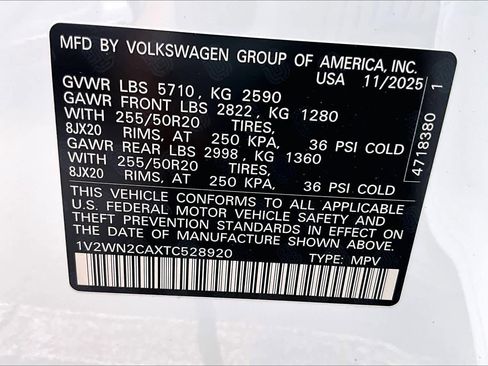 MFD BY VOLKSWAGEN GROUP OF AMERICA, INC.
USA 11/2025
GVWR LBS 5710, KG 2590
GAWR FRONT LBS 2822, KG 1280
WITH 255/50R20 TIRES,
8JX20 RIMS, AT 250 KPA, 36 PSI COLD
GAWR REAR LBS 2998, KG 1360
WITH 255/50R20 TIRES,
8JX20 RIMS, AT 250 KPA, 36 PSI COLD
THIS VEHICLE CONFORMS TO ALL APPLICABLE
U.S. FEDERAL MOTOR VEHICLE SAFETY AND
THEFT PREVENTION STANDARDS IN EFFECT ON THE
DATE OF MANUFACTURE SHOWN ABOVE.
1V2WN2CAXTC528920 TYPE: MPV
4718380 1